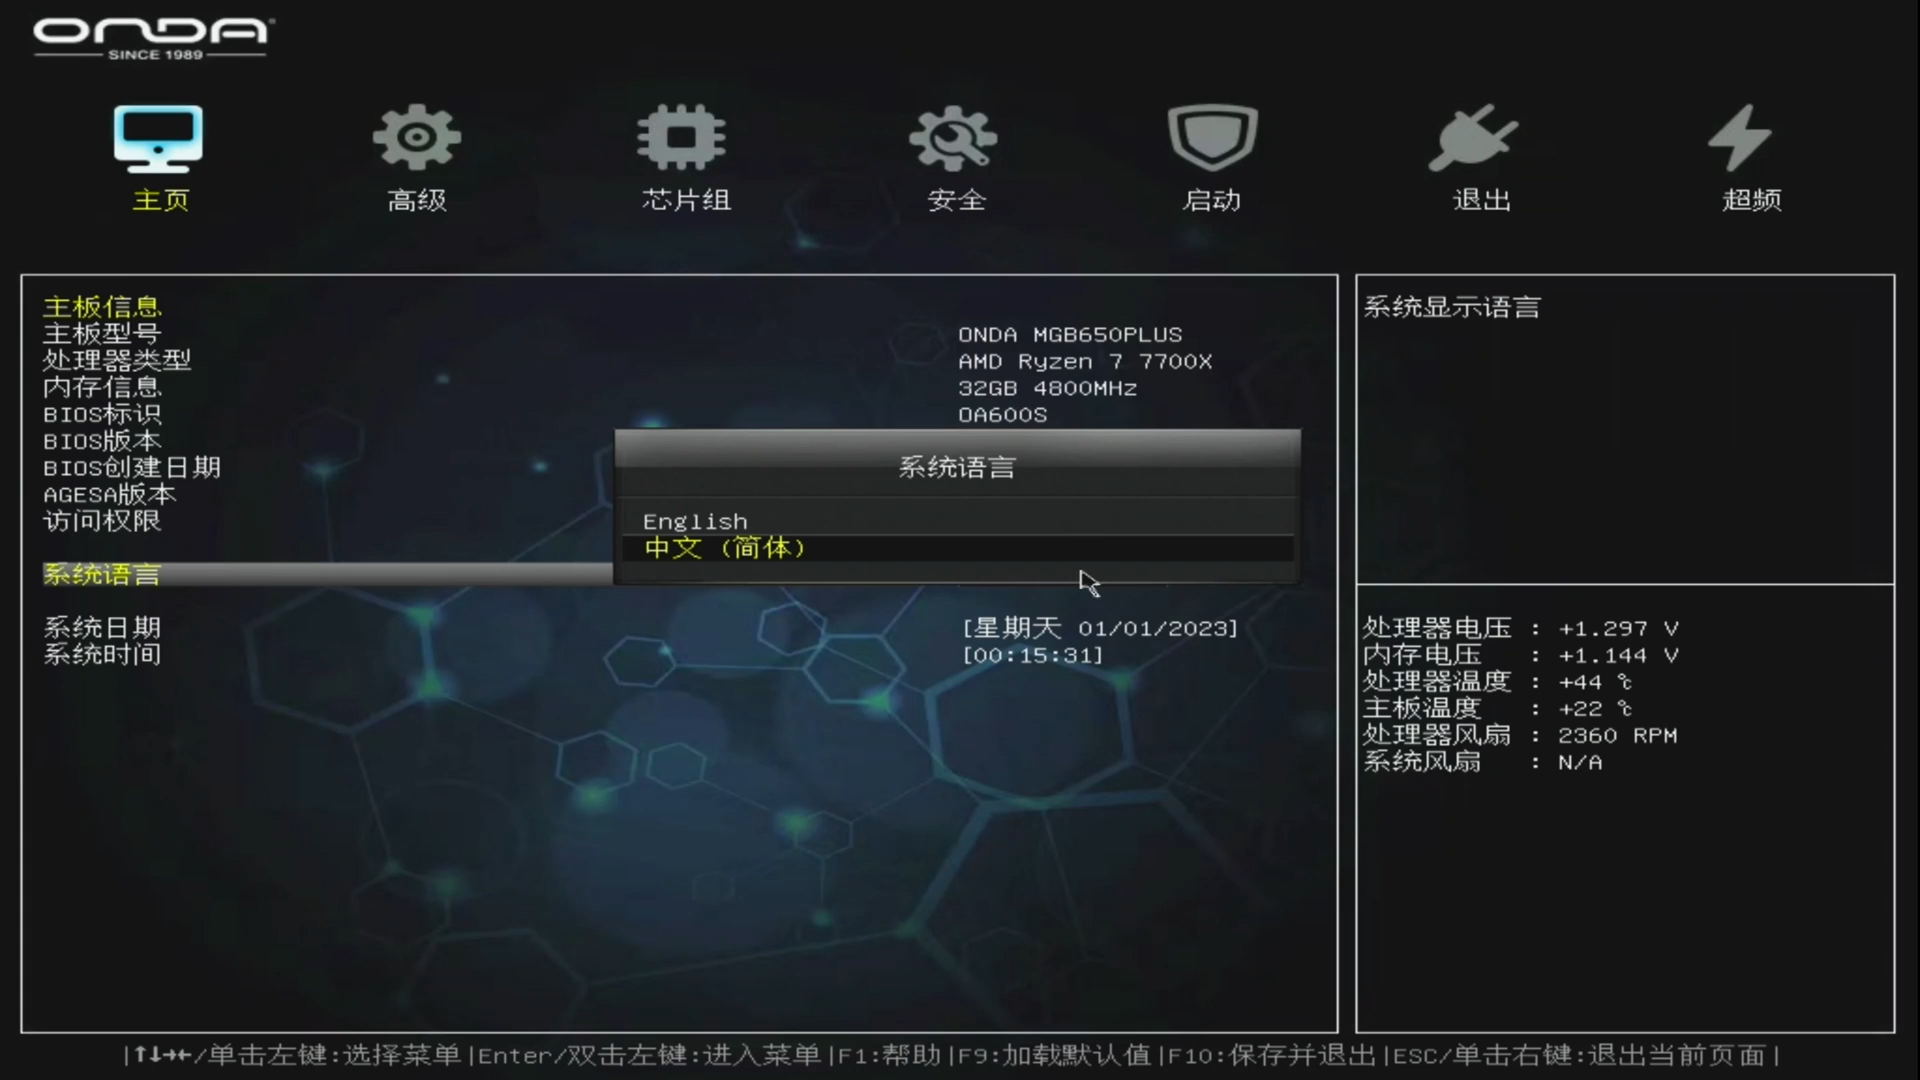 ONDA
SINCE 1989
主页 高级 芯片组 安全 启动 退出 超频
主板信息
主板型号 ONDA MGB650PLUS
处理器类型 AMD Ryzen 7 7700X
内存信息 32GB 4800MHz
BIOS标识 OA600S
BIOS版本
BIOS创建日期
AGESA版本
访问权限
系统语言
系统日期 [星期天 01/01/2023]
系统时间 [00:15:31]
系统语言
English
中文 (简体)
系统显示语言
处理器电压 : +1.297 V
内存电压 : +1.144 V
处理器温度 : +44 ℃
主板温度 : +22 ℃
处理器风扇 : 2360 RPM
系统风扇 : N/A
|↑↓→←/单击左键:选择菜单|Enter/双击左键:进入菜单|F1:帮助|F9:加载默认值|F10:保存并退出|ESC/单击右键:退出当前页面|